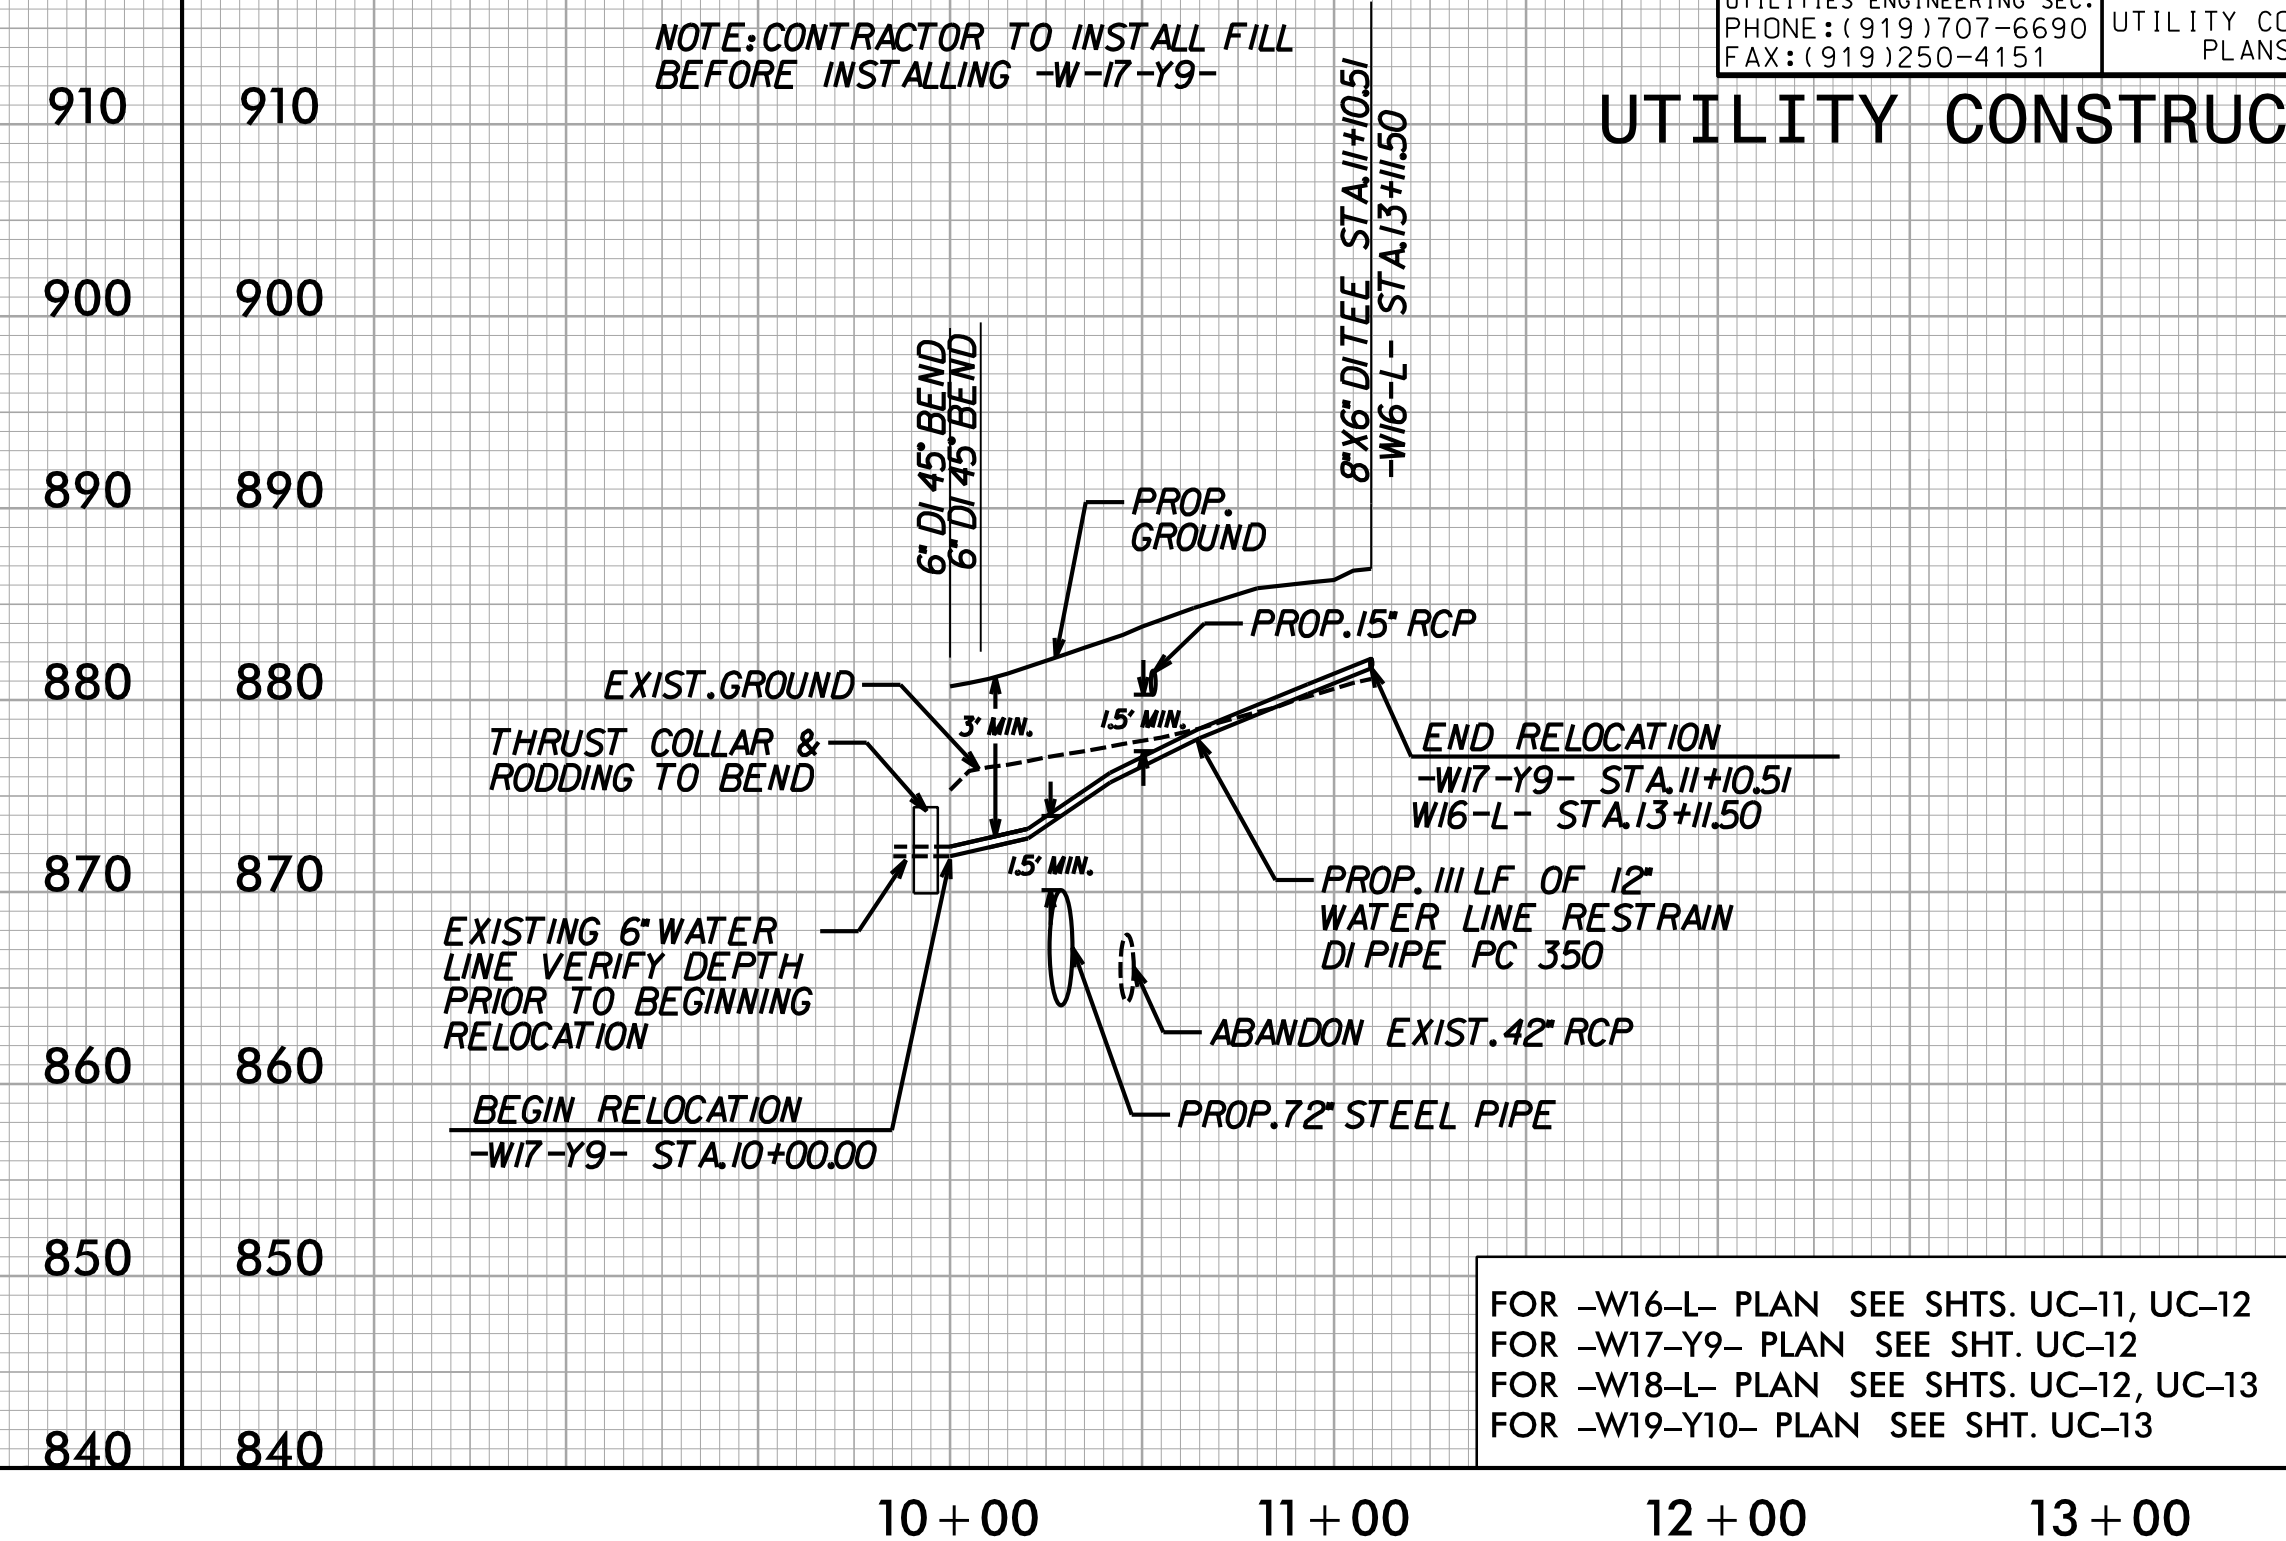 UTILITIES ENGINEERING SEC.
PHONE:(919)707-6690
FAX:(919)250-4151
UTILITY CO
PLANS
UTILITY CONSTRUC
NOTE:CONTRACTOR TO INSTALL FILL
BEFORE INSTALLING -W-17-Y9-
910 910
900 900
890 890
880 880
870 870
860 860
850 850
840 840
6" DI 45° BEND
6" DI 45° BEND
8"X6" DI TEE STA.11+10.51
-W16-L- STA.13+11.50
PROP.
GROUND
PROP.15" RCP
EXIST.GROUND
3' MIN.
1.5' MIN.
THRUST COLLAR &
RODDING TO BEND
END RELOCATION
-W17-Y9- STA.11+10.51
W16-L- STA.13+11.50
1.5' MIN.
PROP. 111 LF OF 12"
WATER LINE RESTRAIN
DI PIPE PC 350
EXISTING 6" WATER
LINE VERIFY DEPTH
PRIOR TO BEGINNING
RELOCATION
ABANDON EXIST.42" RCP
PROP.72" STEEL PIPE
BEGIN RELOCATION
-W17-Y9- STA.10+00.00
FOR -W16-L- PLAN SEE SHTS. UC-11, UC-12
FOR -W17-Y9- PLAN SEE SHT. UC-12
FOR -W18-L- PLAN SEE SHTS. UC-12, UC-13
FOR -W19-Y10- PLAN SEE SHT. UC-13
10+00 11+00 12+00 13+00